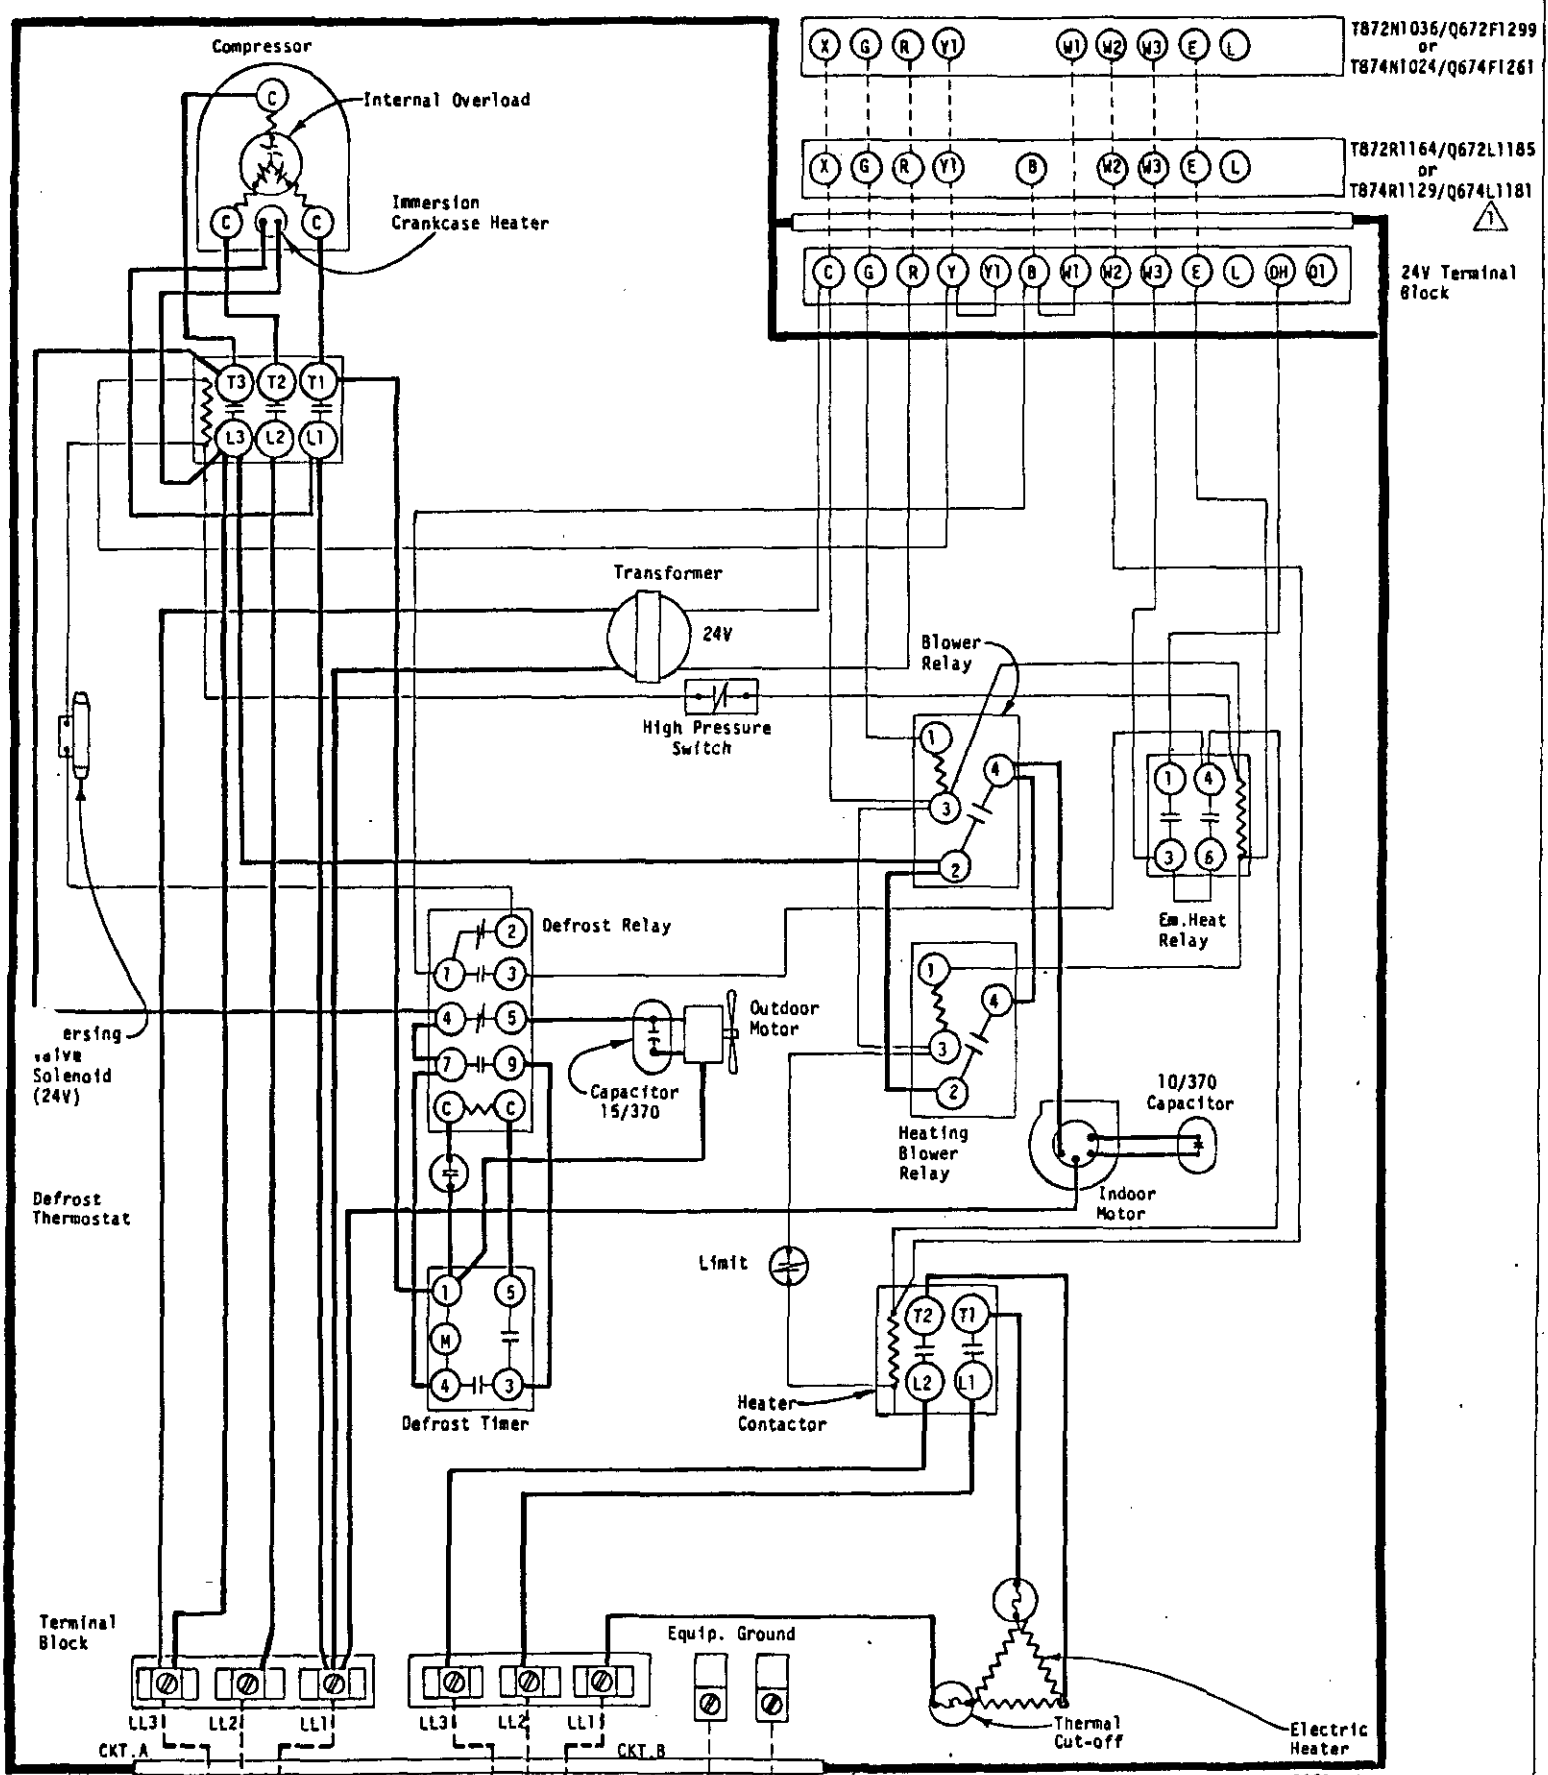 Compressor
C
Internal Overload
C
C
Immersion
Crankcase Heater
X G R Y1 W1 W2 W3 E L
T872N1036/Q672F1299
or
T874N1024/Q674F1261
X G R Y1 B W2 W3 E L
T872R1164/Q672L1185
or
T874R1129/Q674L1181
1
C G R Y Y1 B W1 W2 W3 E L DH O1
24V Terminal
Block
T3 T2 T1
L3 L2 L1
Transformer
24V
Blower
Relay
High Pressure
Switch
1
4
3
2
1 4
3 6
Em.Heat
Relay
Defrost Relay
2
1 3
4 5
7 9
C C
Outdoor
Motor
Capacitor
15/370
1
4
3
2
Heating
Blower
Relay
10/370
Capacitor
Indoor
Motor
ersing
Solenoid
(24V)
Defrost
Thermostat
Limit
1 5
M
4 3
Defrost Timer
T2 T1
L2 L1
Heater
Contactor
Terminal
Block
Equip. Ground
LL3 LL2 LL1
LL3 LL2 LL1
CKT.A
CKT.B
Thermal
Cut-off
Electric
Heater